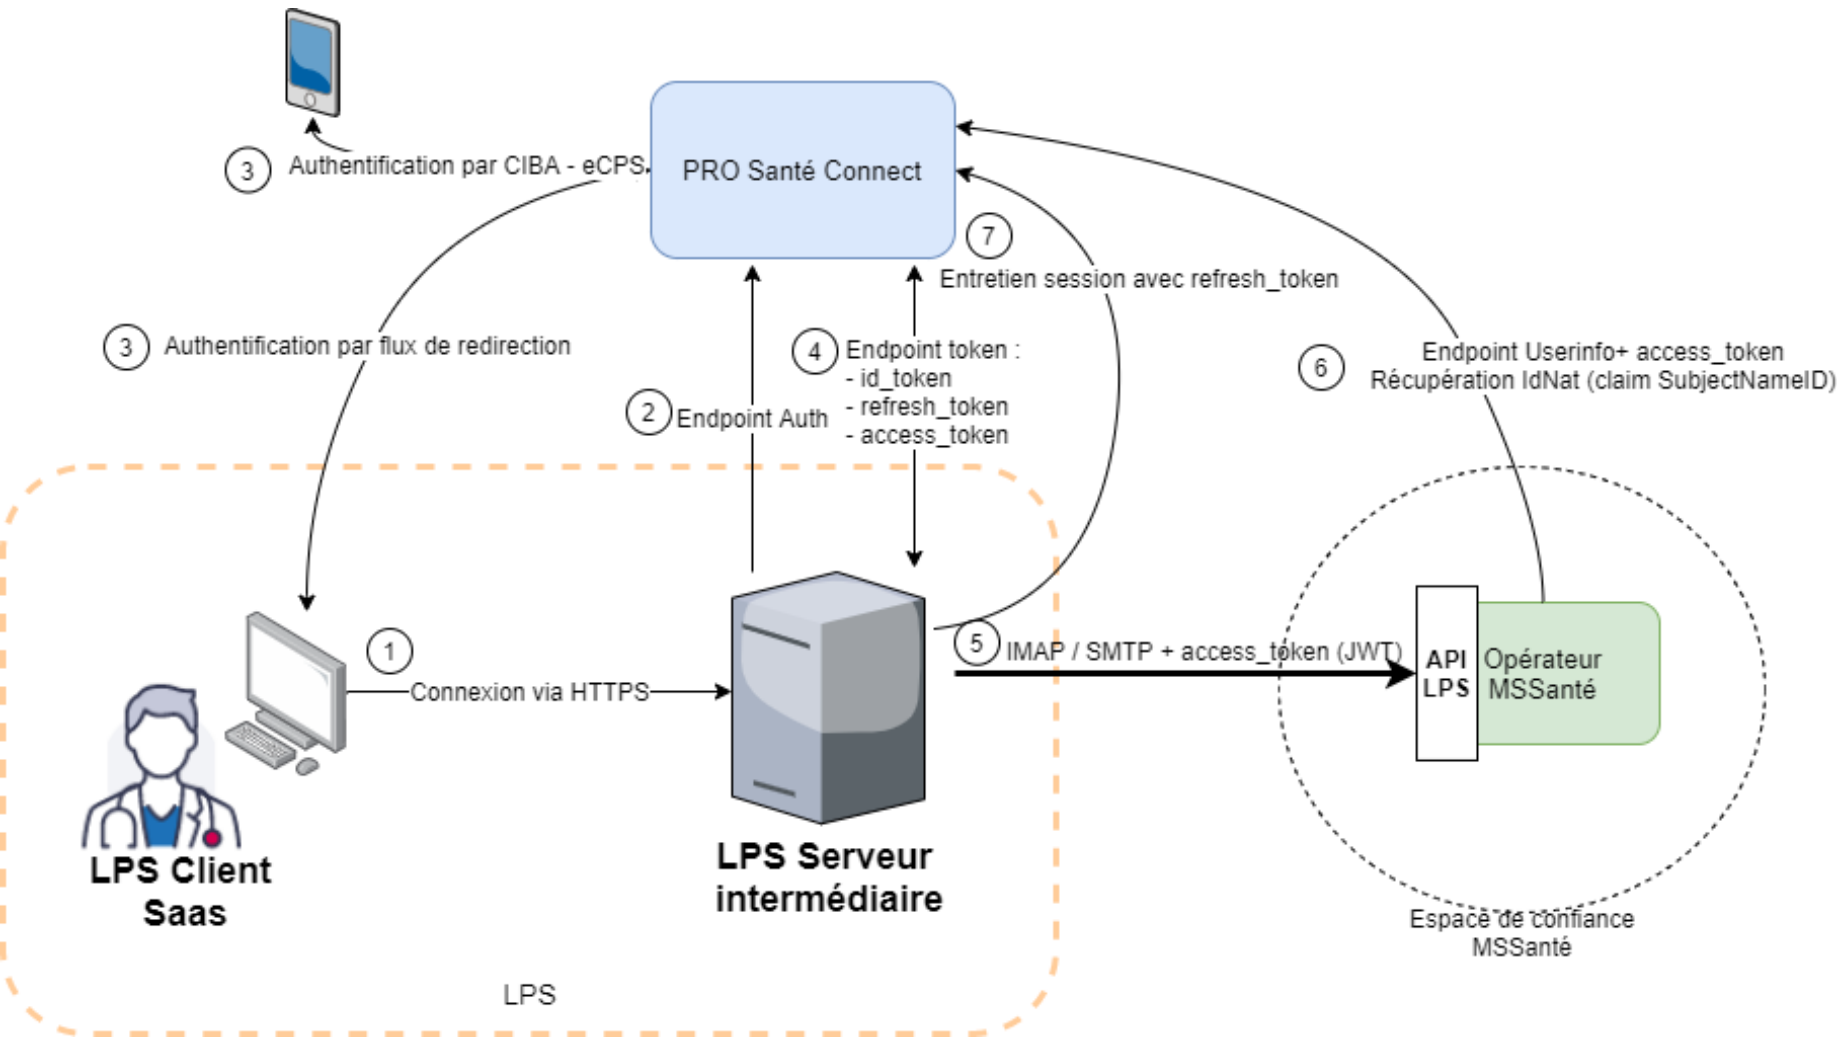 3
Authentification par CIBA - eCPS
PRO Santé Connect
7
Entretien session avec refresh_token
3
Authentification par flux de redirection
4
Endpoint token :
- id_token
- refresh_token
- access_token
2
Endpoint Auth
6
Endpoint Userinfo+ access_token
Récupération IdNat (claim SubjectNameID)
1
Connexion via HTTPS
5
IMAP / SMTP + access_token (JWT)
API
LPS
Opérateur
MSSanté
LPS Client
Saas
LPS Serveur
intermédiaire
Espace de confiance
MSSanté
LPS